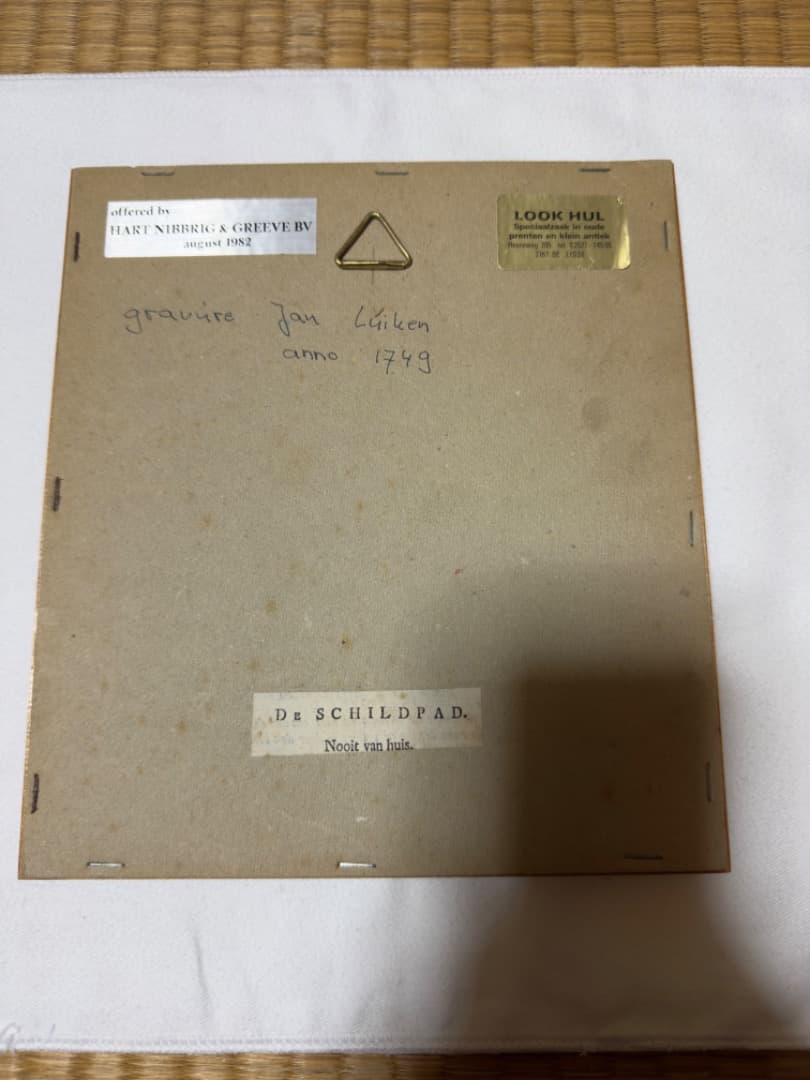 offered by
HART NIBBRIG & GREEVE BV
august 1982
LOOK HUL
Speciaalzaak in oude
prenten en klein antiek
gravure Jan Lúiken
anno 1749
DE SCHILDPAD.
Nooit van huis.